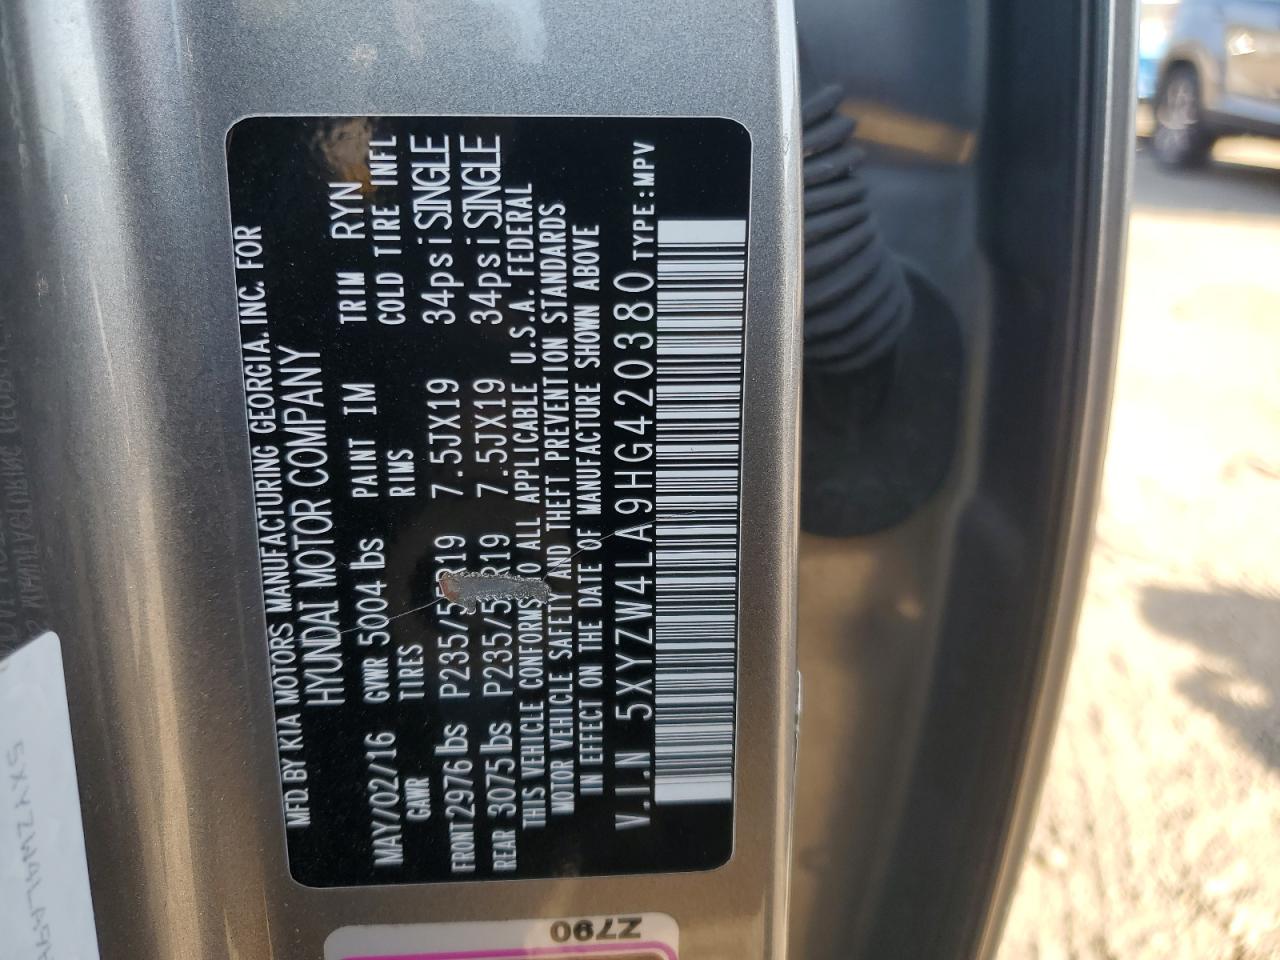 MFD. BY KIA MOTORS MANUFACTURING GEORGIA. INC. FOR
HYUNDAI MOTOR COMPANY
MAY/02/16 GVWR 5004 lbs PAINT IM TRIM RYN
GAWR TIRES RIMS COLD TIRE INFL
FRONT 2976 lbs P235/55R19 7.5JX19 34psi SINGLE
REAR 3075 lbs P235/5 R19 7.5JX19 34psi SINGLE
THIS VEHICLE CONFORMS TO ALL APPLICABLE U.S.A. FEDERAL
MOTOR VEHICLE SAFETY AND THEFT PREVENTION STANDARDS
IN EFFECT ON THE DATE OF MANUFACTURE SHOWN ABOVE
V.I.N 5XYZW4LA9HG420380 TYPE:MPV
Z790
5XYZW4LA9